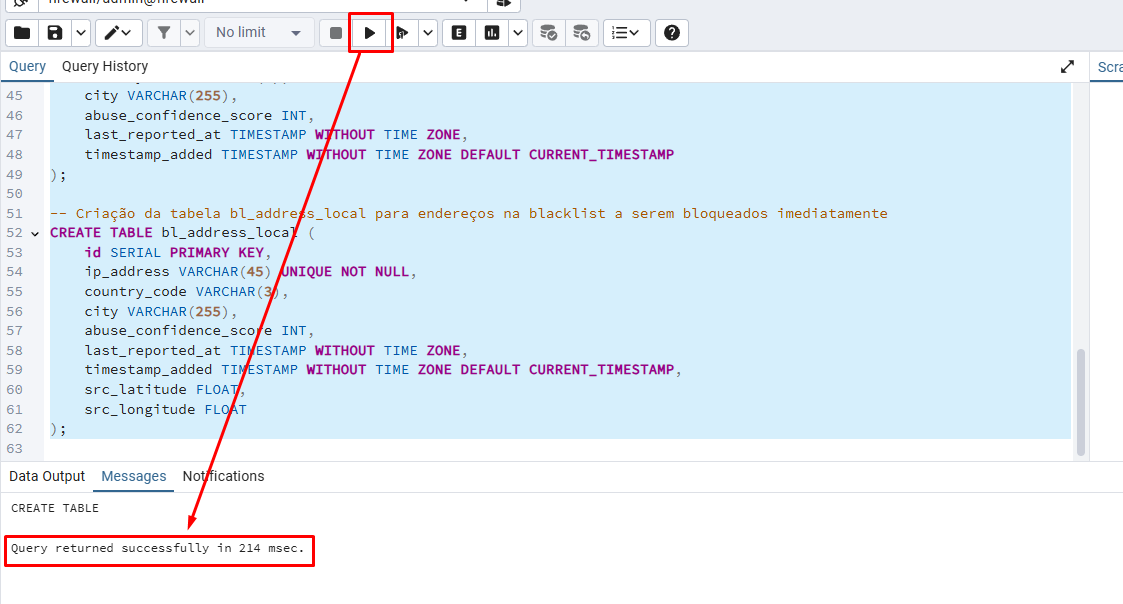 firewall/admin@firewall
No limit
E
Query Query History
Scra
45 city VARCHAR(255),
46 abuse_confidence_score INT,
47 last_reported_at TIMESTAMP WITHOUT TIME ZONE,
48 timestamp_added TIMESTAMP WITHOUT TIME ZONE DEFAULT CURRENT_TIMESTAMP
49 );
50
51 -- Criação da tabela bl_address_local para endereços na blacklist a serem bloqueados imediatamente
52 CREATE TABLE bl_address_local (
53 id SERIAL PRIMARY KEY,
54 ip_address VARCHAR(45) UNIQUE NOT NULL,
55 country_code VARCHAR(3),
56 city VARCHAR(255),
57 abuse_confidence_score INT,
58 last_reported_at TIMESTAMP WITHOUT TIME ZONE,
59 timestamp_added TIMESTAMP WITHOUT TIME ZONE DEFAULT CURRENT_TIMESTAMP,
60 src_latitude FLOAT,
61 src_longitude FLOAT
62 );
63
Data Output Messages Notifications
CREATE TABLE
Query returned successfully in 214 msec.